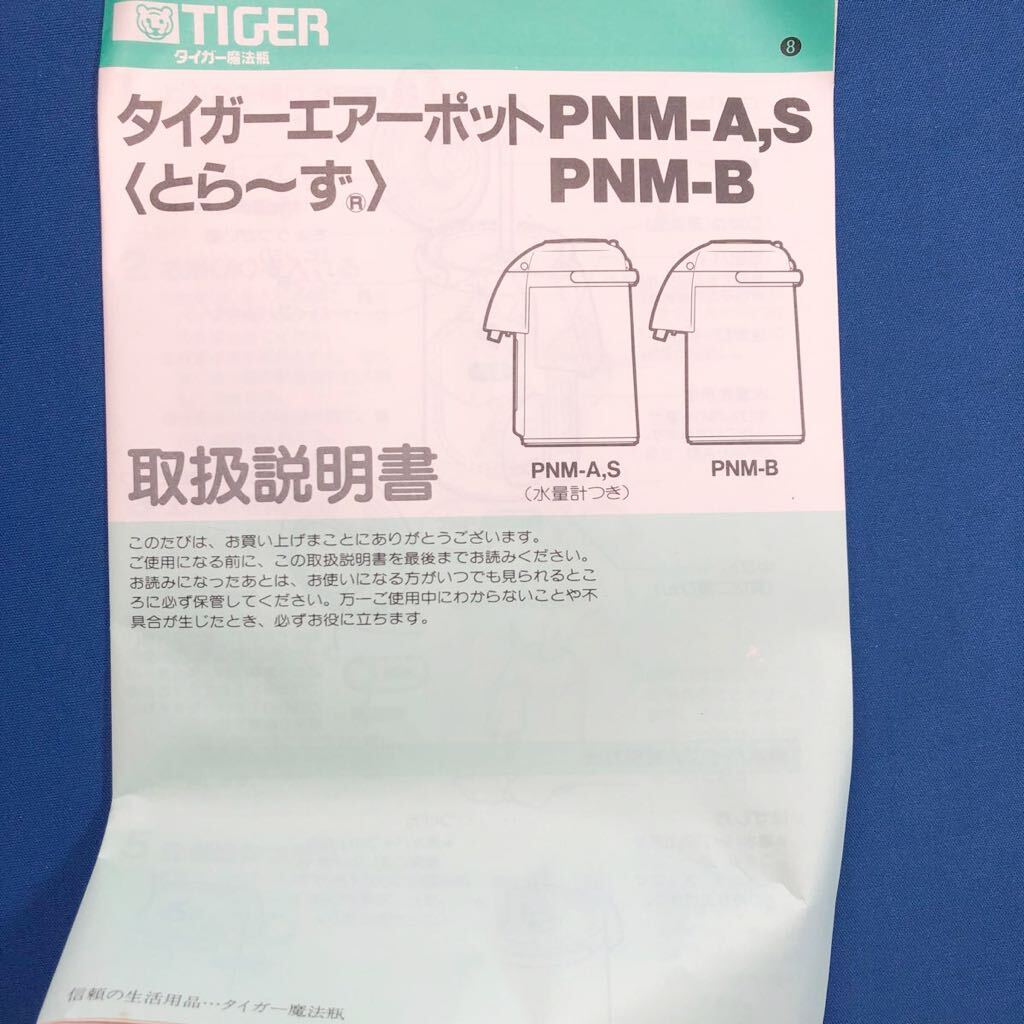 TIGER
タイガー魔法瓶
8
タイガーエアーポットPNM-A,S
〈とら〜ず®〉 PNM-B
取扱説明書
PNM-A,S
(水量計つき)
PNM-B
このたびは、お買い上げまことにありがとうございます。
ご使用になる前に、この取扱説明書を最後までお読みください。
お読みになったあとは、お使いになる方がいつでも見られるとこ
ろに必ず保管してください。万一ご使用中にわからないことや不
具合が生じたとき、必ずお役に立ちます。
信頼の生活用品…タイガー魔法瓶